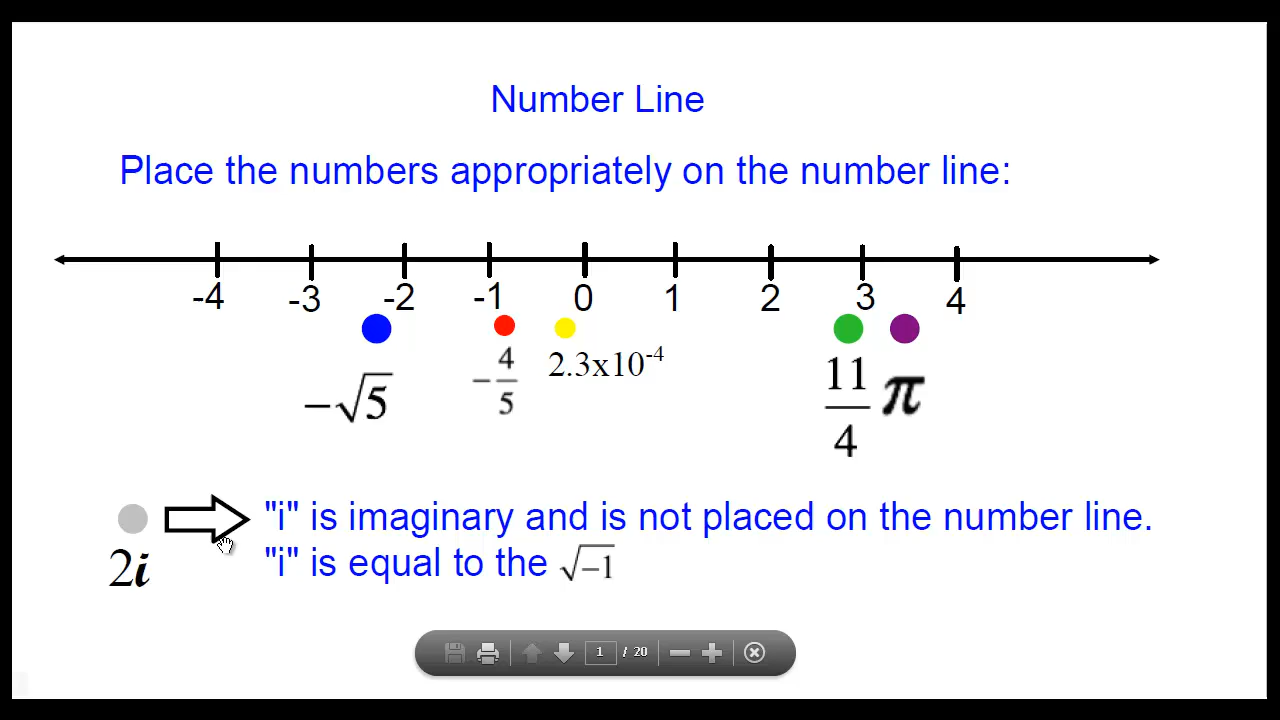 Number Line
Place the numbers appropriately on the number line:
-4 -3 -2 -1 0 1 2 3 4
−√5 −4/5 2.3x10⁻⁴ 11/4 π
"i" is imaginary and is not placed on the number line.
2i "i" is equal to the √−1
1 / 20